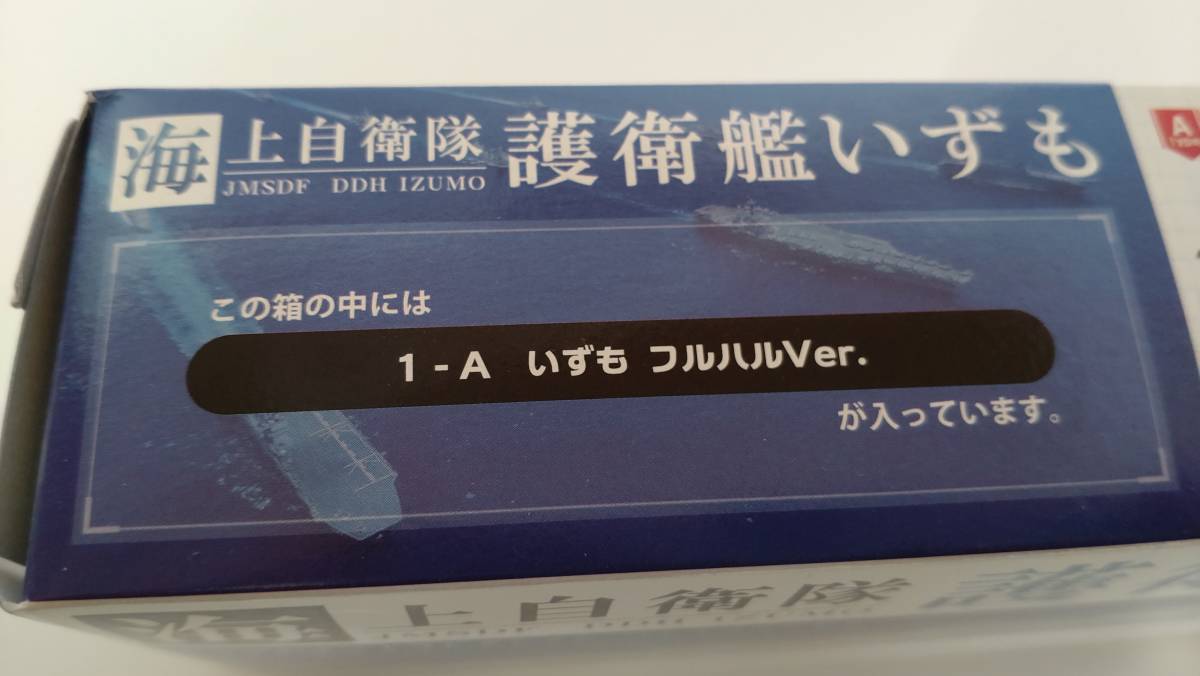 海上自衛隊 護衛艦いずも
JMSDF DDH IZUMO
この箱の中には
1-A いずも フルハルVer.
が入っています。
A
海上自衛隊 護